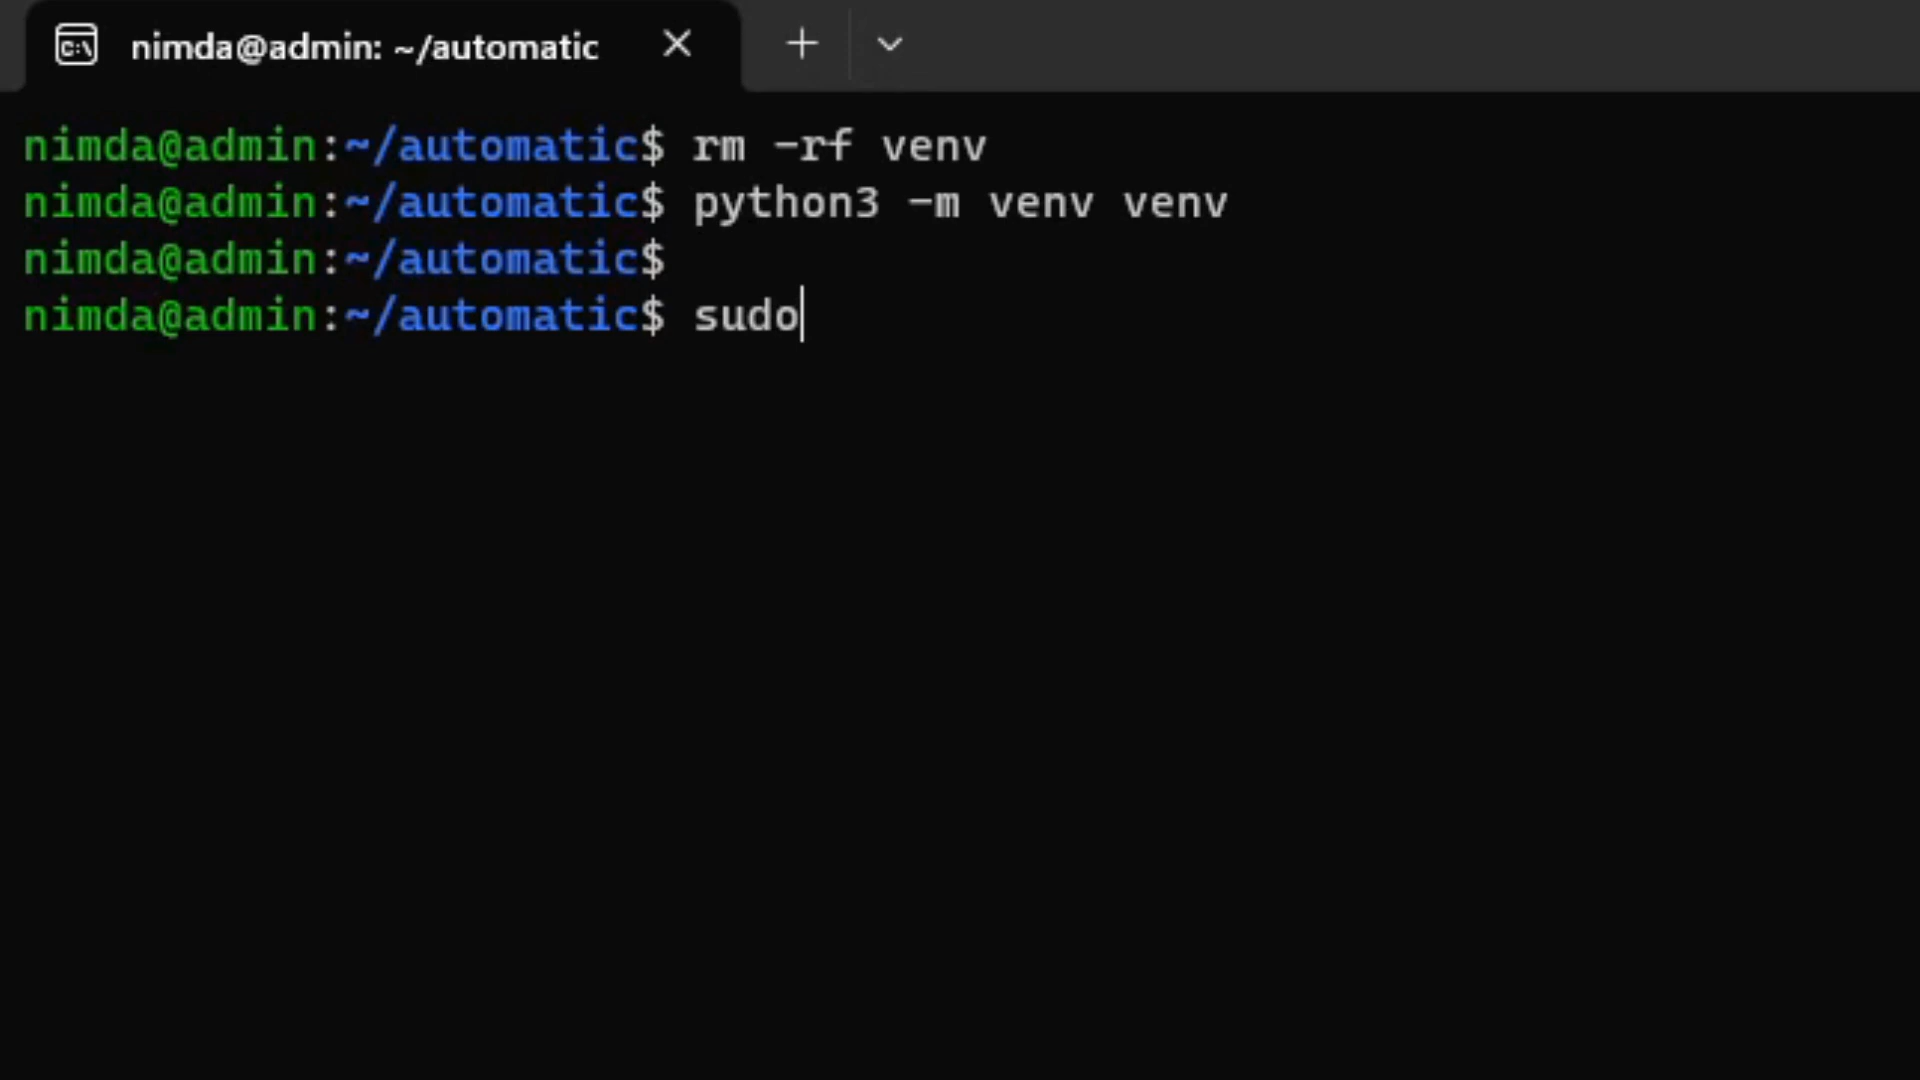 nimda@admin: ~/automatic
nimda@admin:~/automatic$ rm -rf venv
nimda@admin:~/automatic$ python3 -m venv venv
nimda@admin:~/automatic$
nimda@admin:~/automatic$ sudo